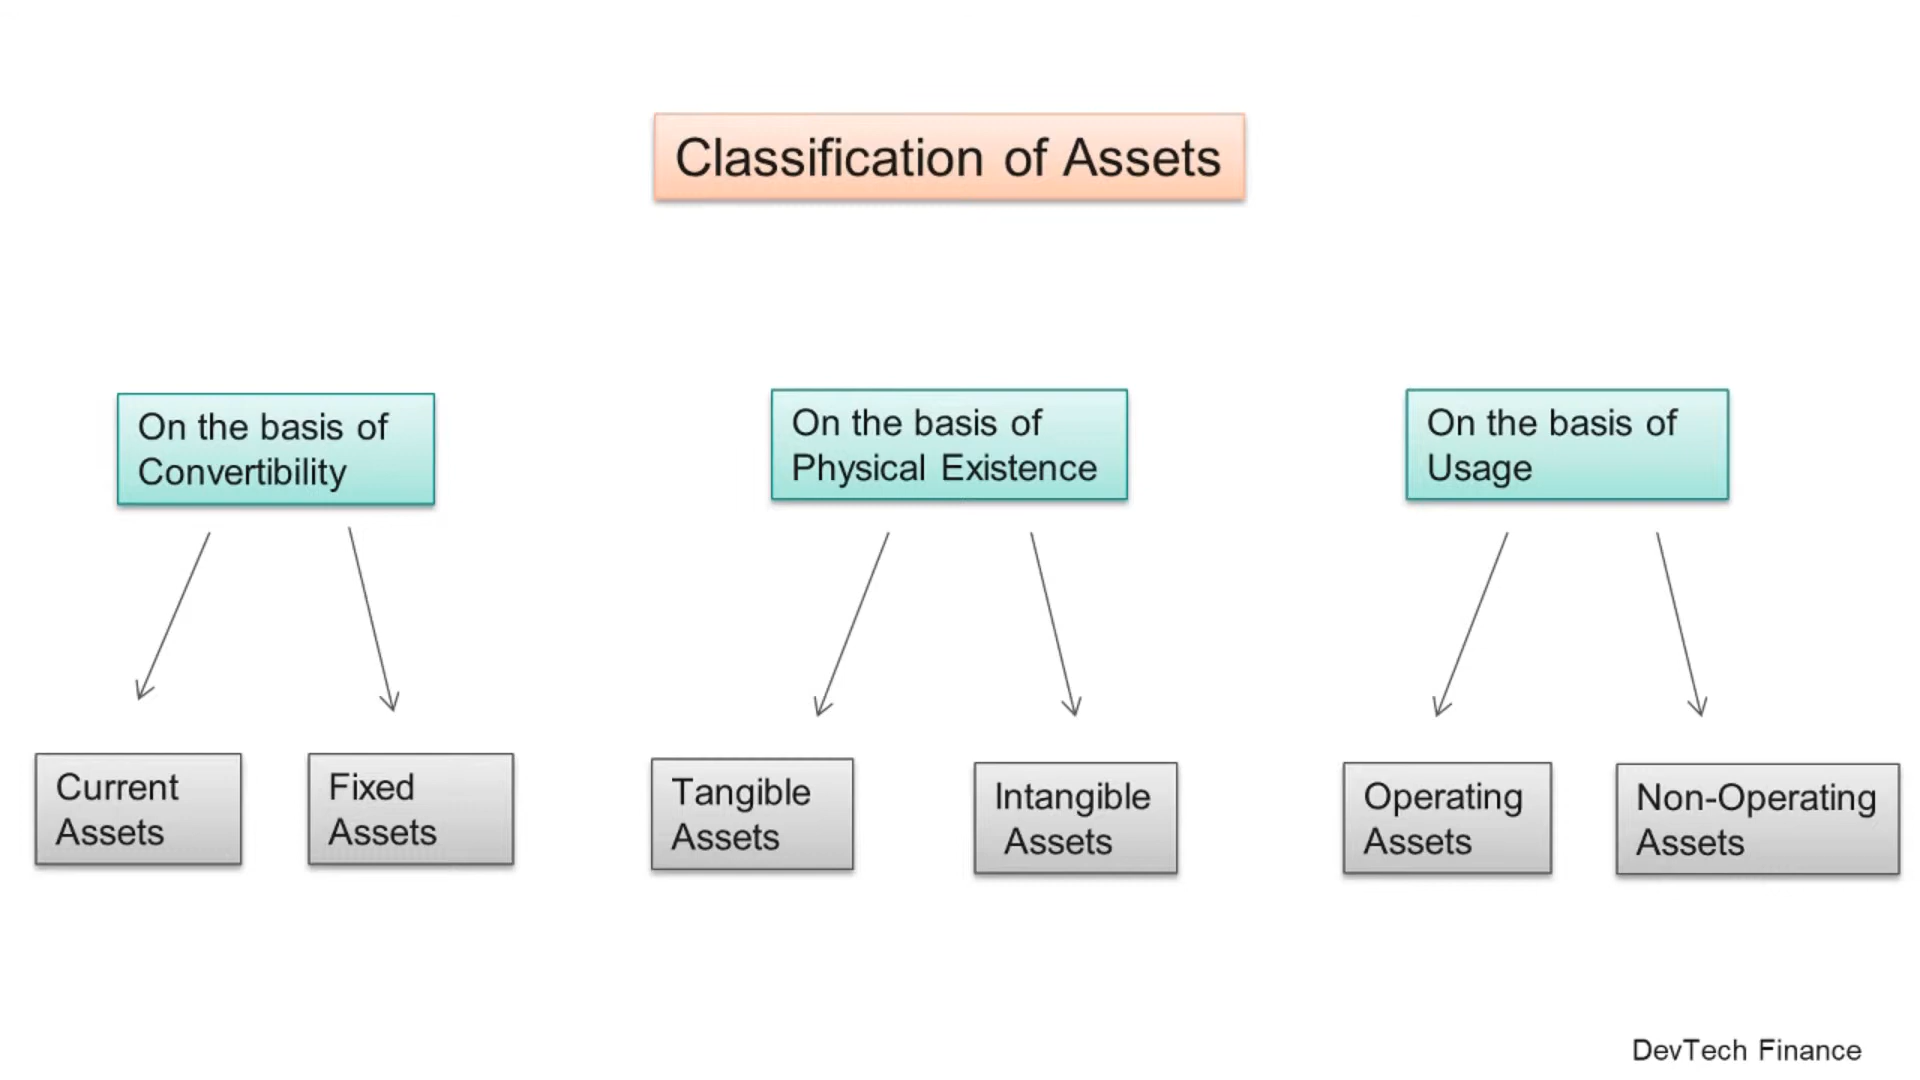 Classification of Assets
On the basis of
Convertibility
On the basis of
Physical Existence
On the basis of
Usage
Current
Assets
Fixed
Assets
Tangible
Assets
Intangible
Assets
Operating
Assets
Non-Operating
Assets
DevTech Finance